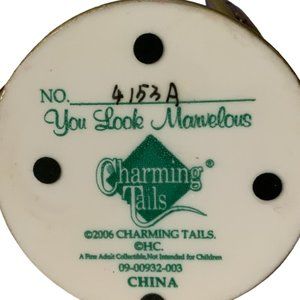 NO. 4153A
You Look Marvelous
Charming
Tails®
©2006 CHARMING TAILS.
©HC.
A Fine Adult Collectible, Not Intended for Children
09-00932-003
CHINA